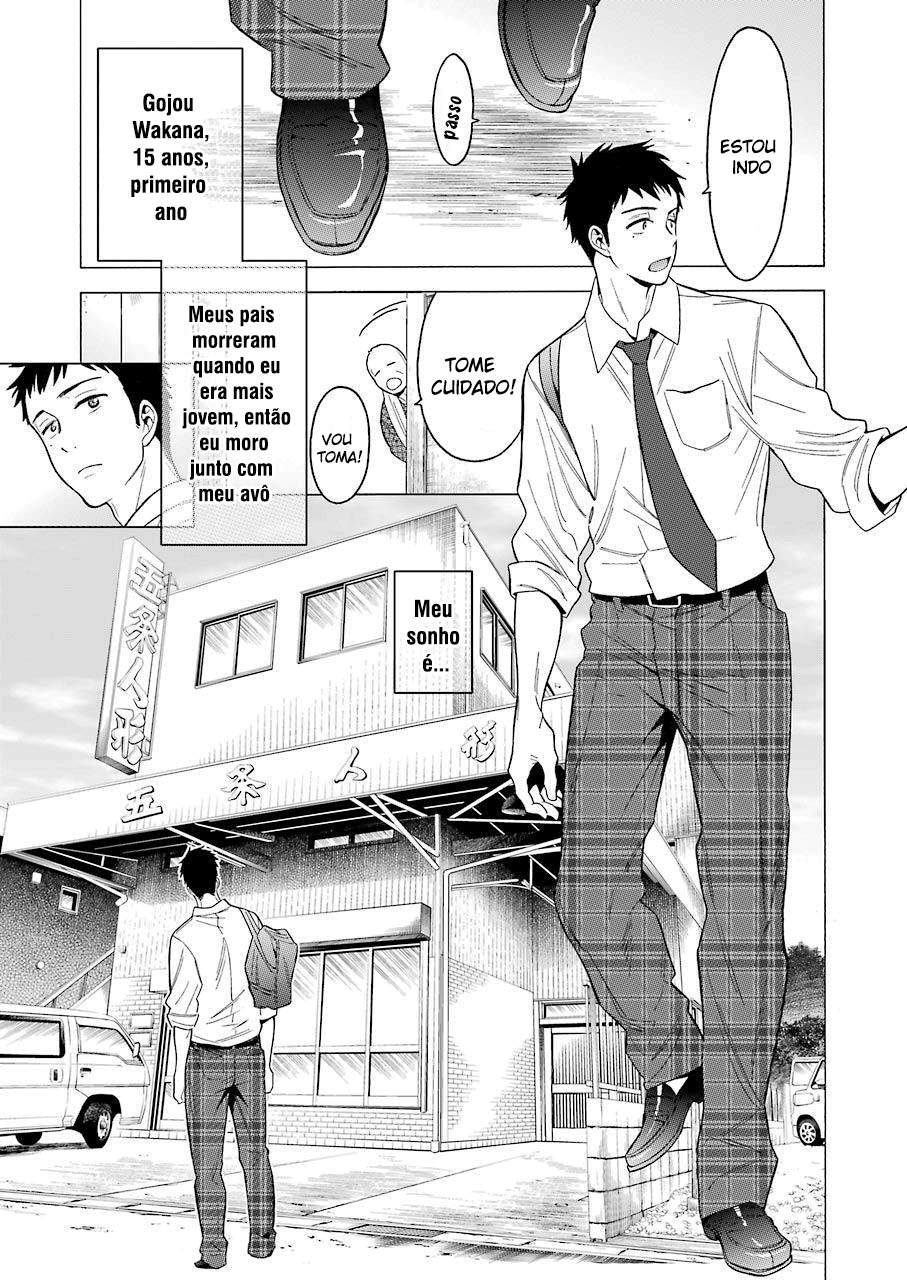 ESTOU
INDO
passo
Gojou
Wakana,
15 anos,
primeiro
ano
TOME
CUIDADO!
VOU
TOMA!
Meus pais
morreram
quando eu
era mais
jovem, então
eu moro
junto com
meu avô
Meu
sonho
é...
五条人形
五条人形